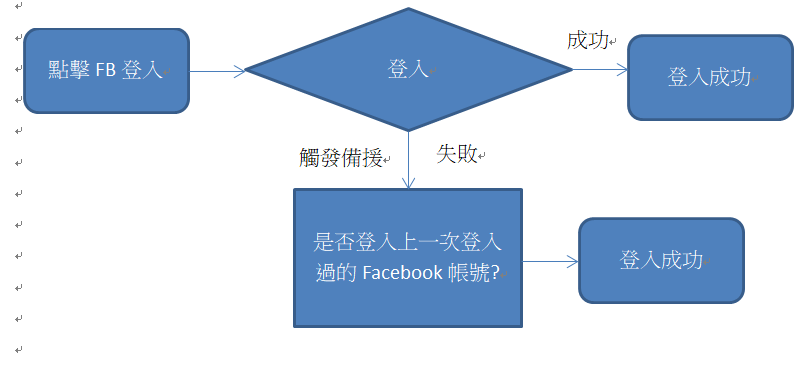 點擊 FB 登入
登入
成功
登入成功
觸發備援
失敗
是否登入上一次登入
過的 Facebook 帳號?
登入成功